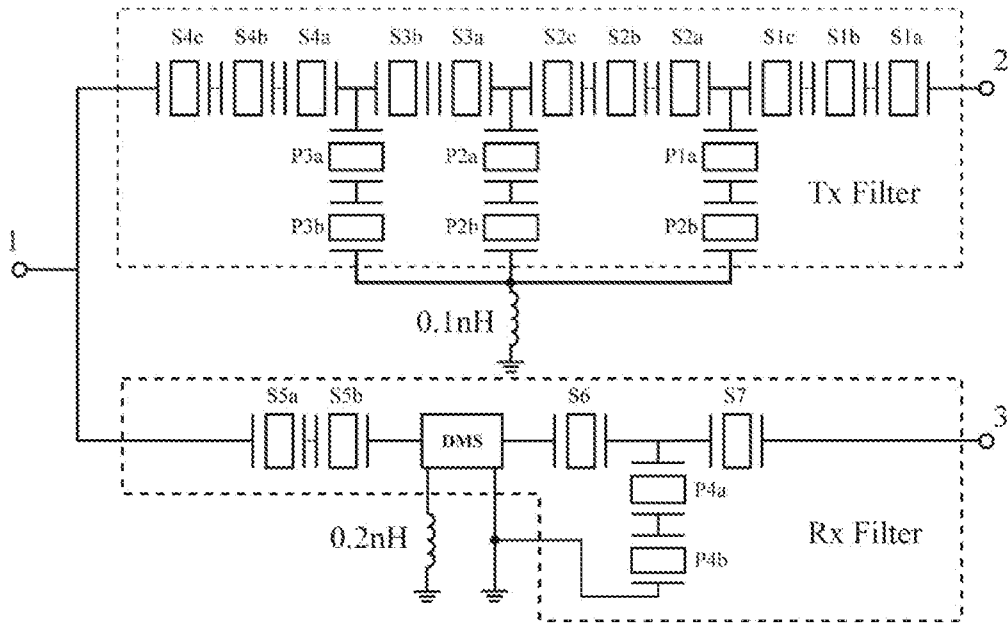 S4c S4b S4a S3b S3a S2c S2b S2a S1c S1b S1a
2
P3a P2a P1a
Tx Filter
P3b P2b P2b
1
0.1nH
S5a S5b S6 S7
3
DMS
P4a
0.2nH
Rx Filter
P4b